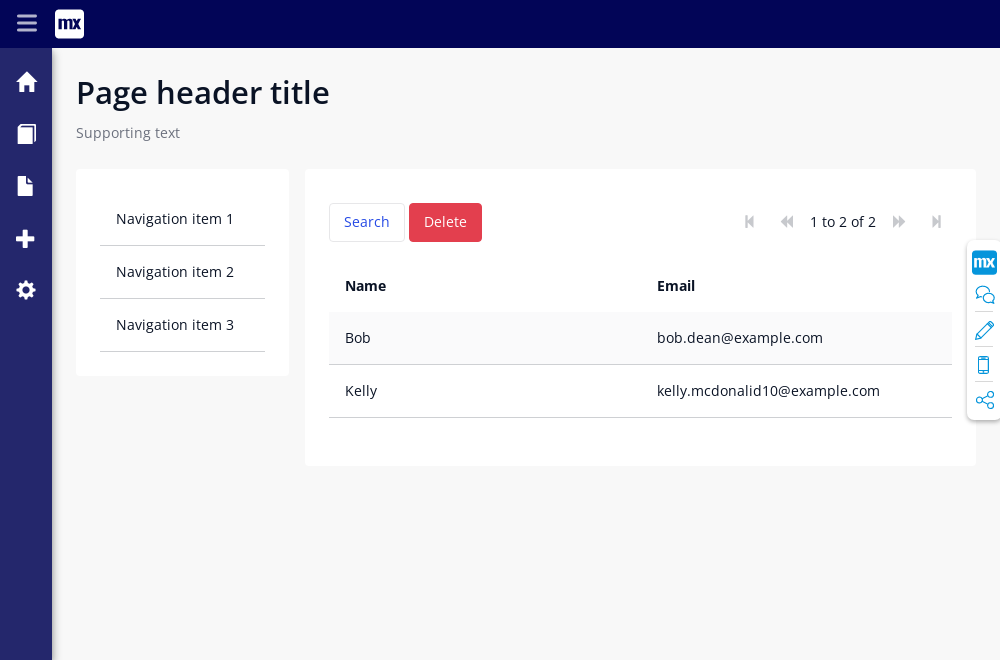 mx
Page header title
Supporting text
Navigation item 1
Navigation item 2
Navigation item 3
Search Delete 1 to 2 of 2
Name Email
Bob bob.dean@example.com
Kelly kelly.mcdonalid10@example.com
mx